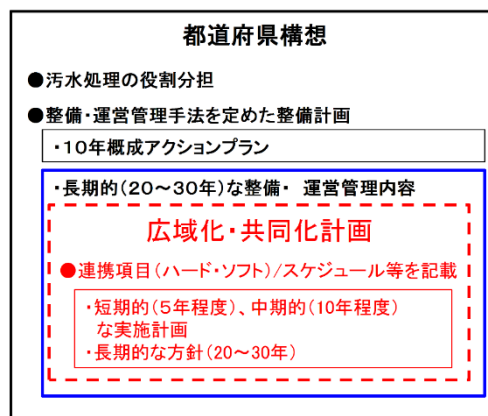 都道府県構想
●汚水処理の役割分担
●整備・運営管理手法を定めた整備計画
・10年概成アクションプラン
・長期的(20～30年)な整備・ 運営管理内容
広域化・共同化計画
●連携項目(ハード・ソフト)/スケジュール等を記載
・短期的(5年程度)、中期的(10年程度)
な実施計画
・長期的な方針(20～30年)